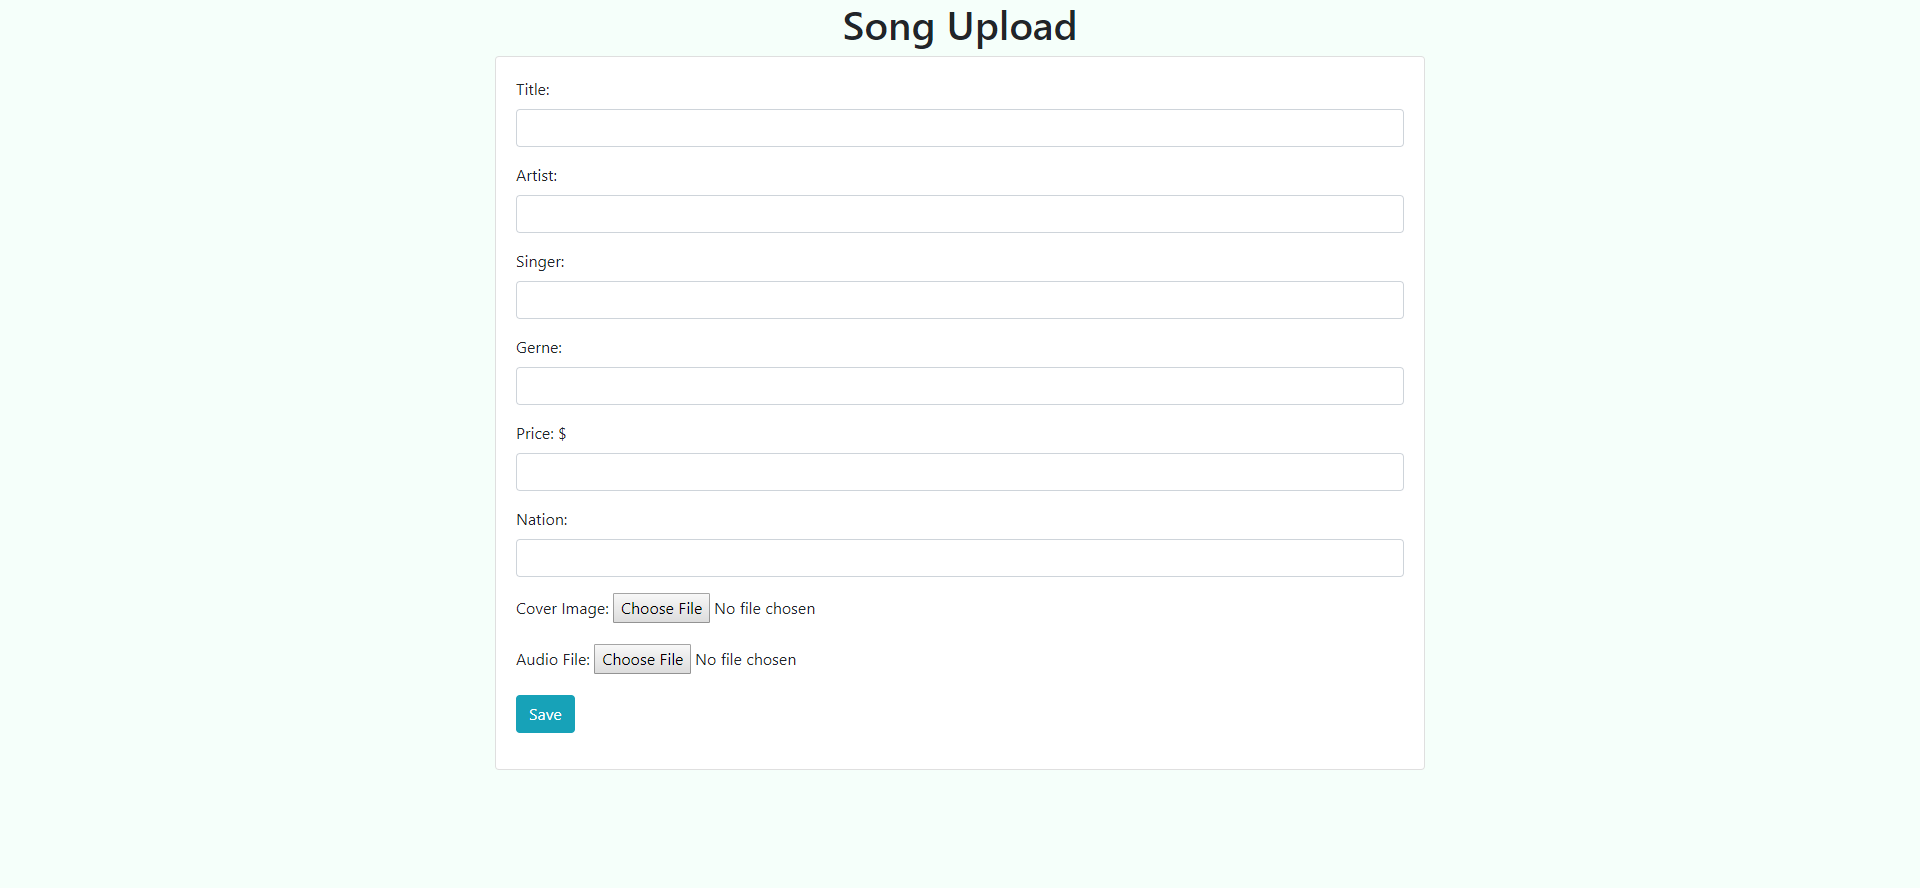 Song Upload
Title:
Artist:
Singer:
Gerne:
Price: $
Nation:
Cover Image: Choose File No file chosen
Audio File: Choose File No file chosen
Save